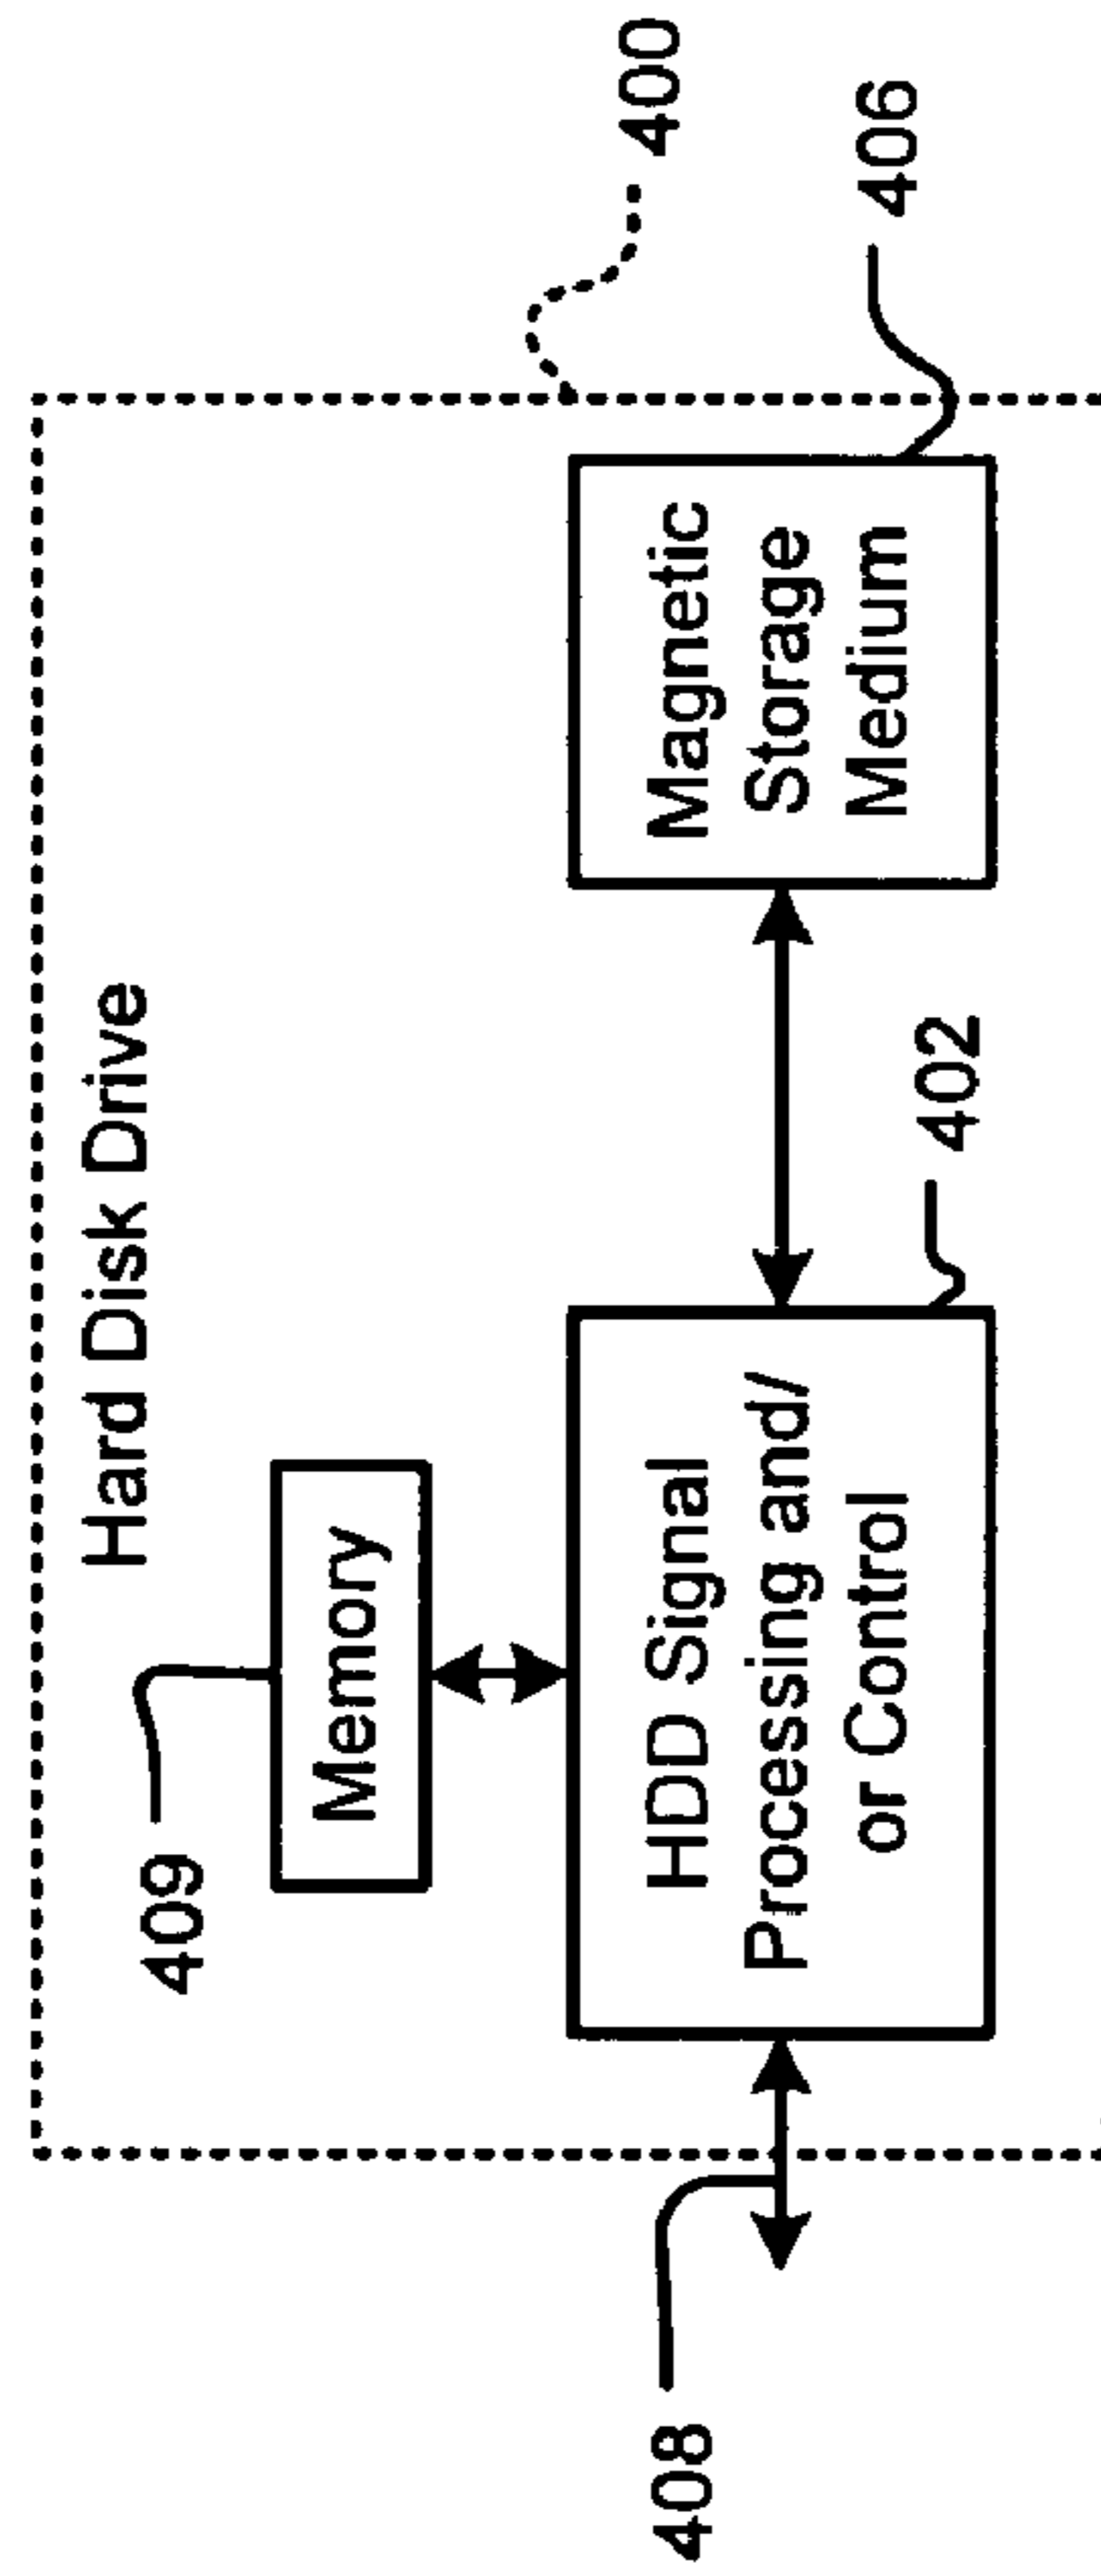 Hard Disk Drive
400
409
Memory
HDD Signal
Processing and/
or Control
402
Magnetic
Storage
Medium
406
408